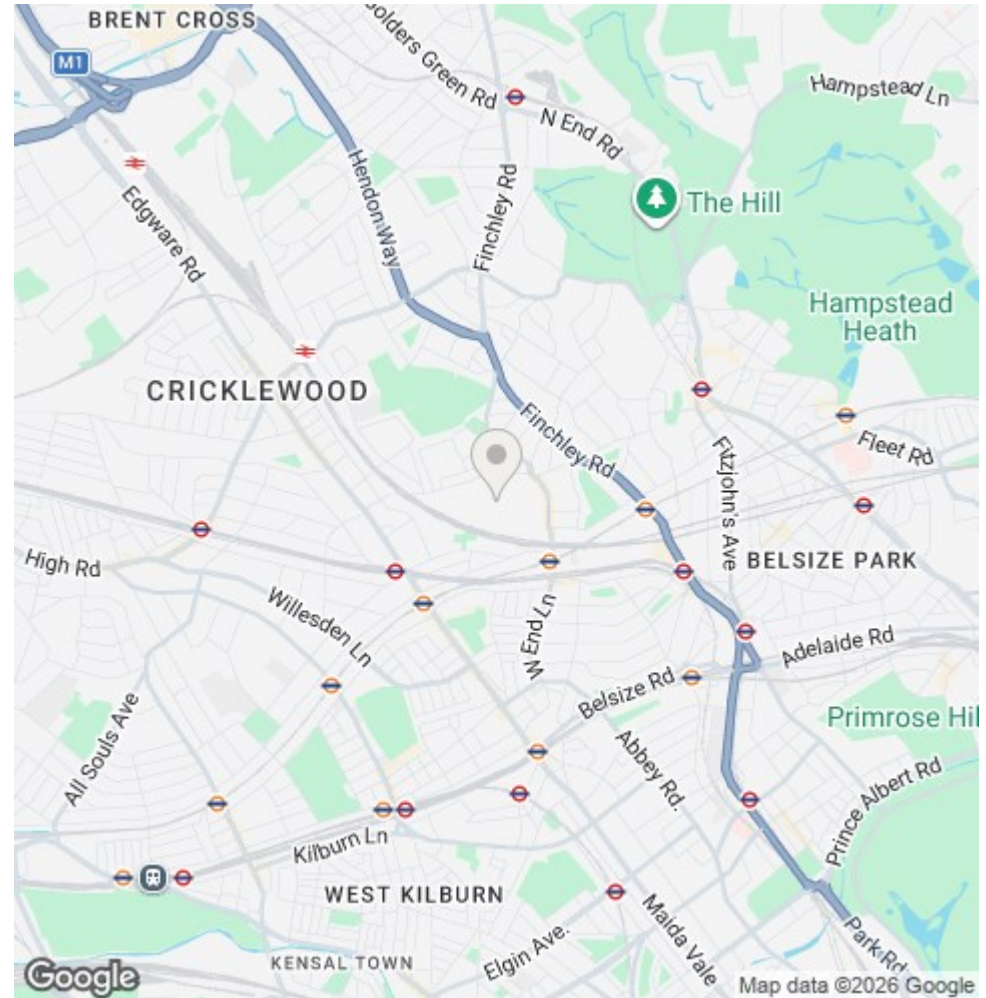 BRENT CROSS
M1
Golders Green Rd
Hampstead Ln
N End Rd
Hendon Way
Finchley Rd
The Hill
Edgware Rd
Hampstead
Heath
CRICKLEWOOD
Finchley Rd
Fleet Rd
Fitzjohn's Ave
High Rd
BELSIZE PARK
Willesden Ln
W End Ln
Adelaide Rd
Belsize Rd
Primrose Hil
All Souls Ave
Abbey Rd.
Prince Albert Rd
Kilburn Ln
WEST KILBURN
Maida Vale
Park Rd
Elgin Ave.
KENSAL TOWN
Google
Map data ©2026 Google